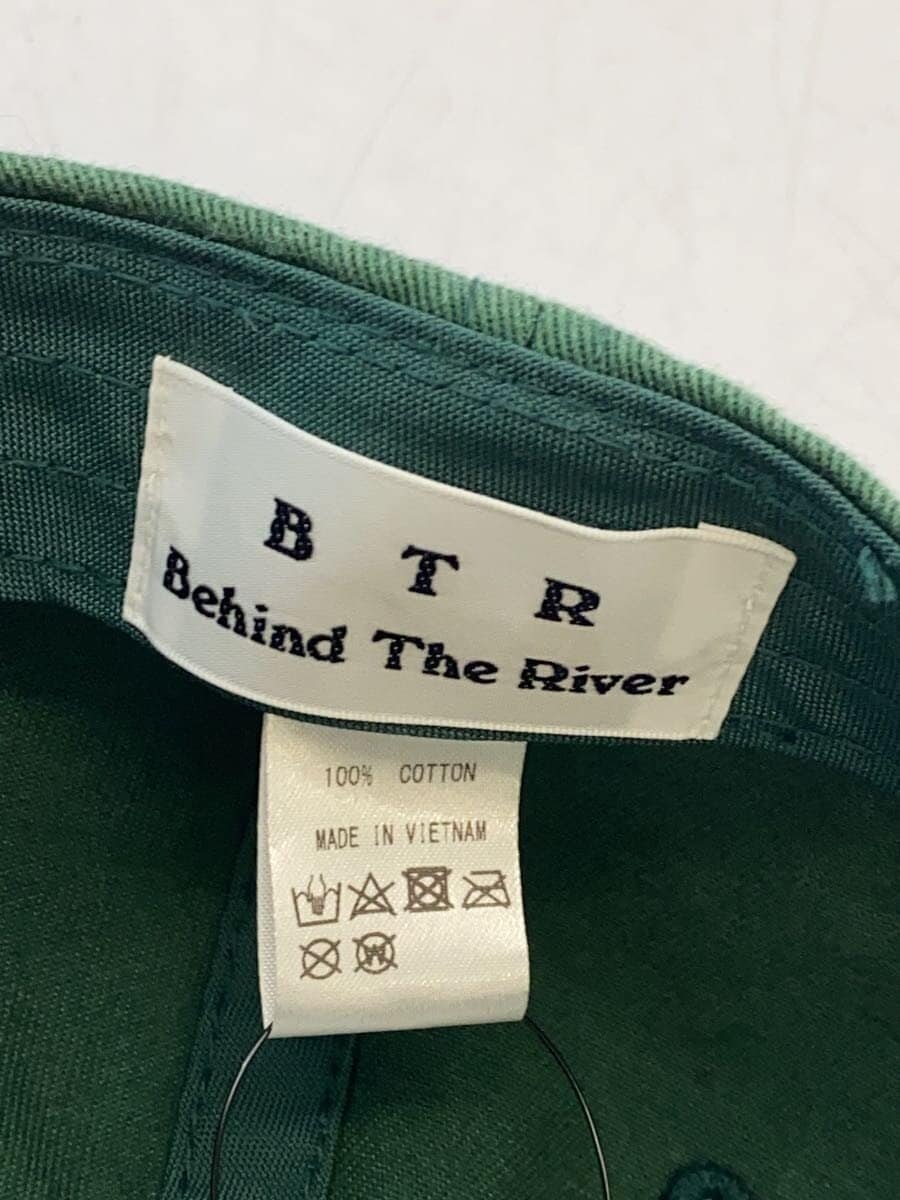 B T R
Behind The River
100% COTTON
MADE IN VIETNAM
W